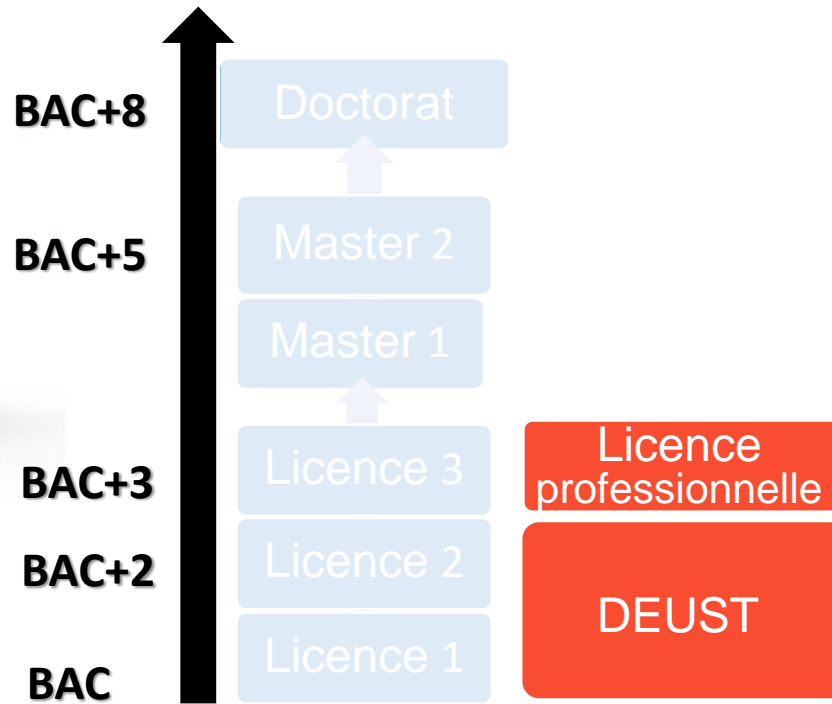 BAC+8
Doctorat
BAC+5
Master 2
Master 1
BAC+3
Licence 3
Licence
professionnelle
BAC+2
Licence 2
DEUST
Licence 1
BAC